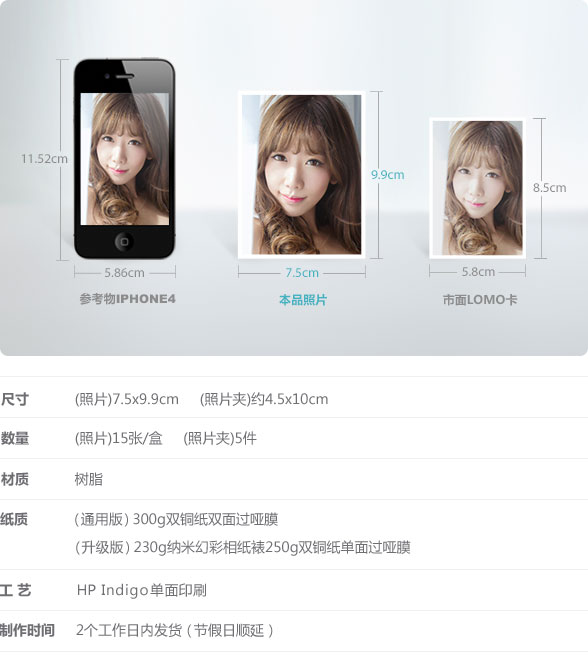 11.52cm
9.9cm
8.5cm
5.86cm
7.5cm
5.8cm
参考物IPHONE4
本品照片
市面LOMO卡
尺寸 (照片)7.5x9.9cm (照片夹)约4.5x10cm
数量 (照片)15张/盒 (照片夹)5件
材质 树脂
纸质 (通用版) 300g双铜纸双面过哑膜
(升级版) 230g纳米幻彩相纸裱250g双铜纸单面过哑膜
工 艺 HP Indigo单面印刷
制作时间 2个工作日内发货 (节假日顺延)